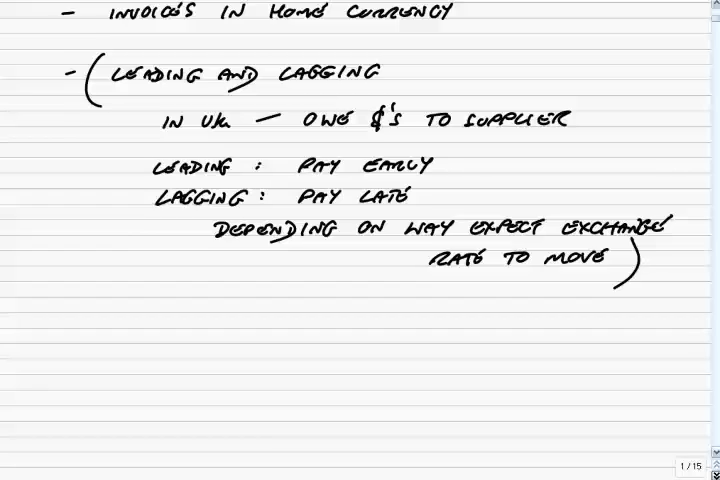 - INVOICES IN HOME CURRENCY
- (LEADING AND LAGGING
IN UK - OWE $'S TO SUPPLIER
LEADING : PAY EARLY
LAGGING : PAY LATE
DEPENDING ON WAY EXPECT EXCHANGE
RATE TO MOVE)
1 / 15